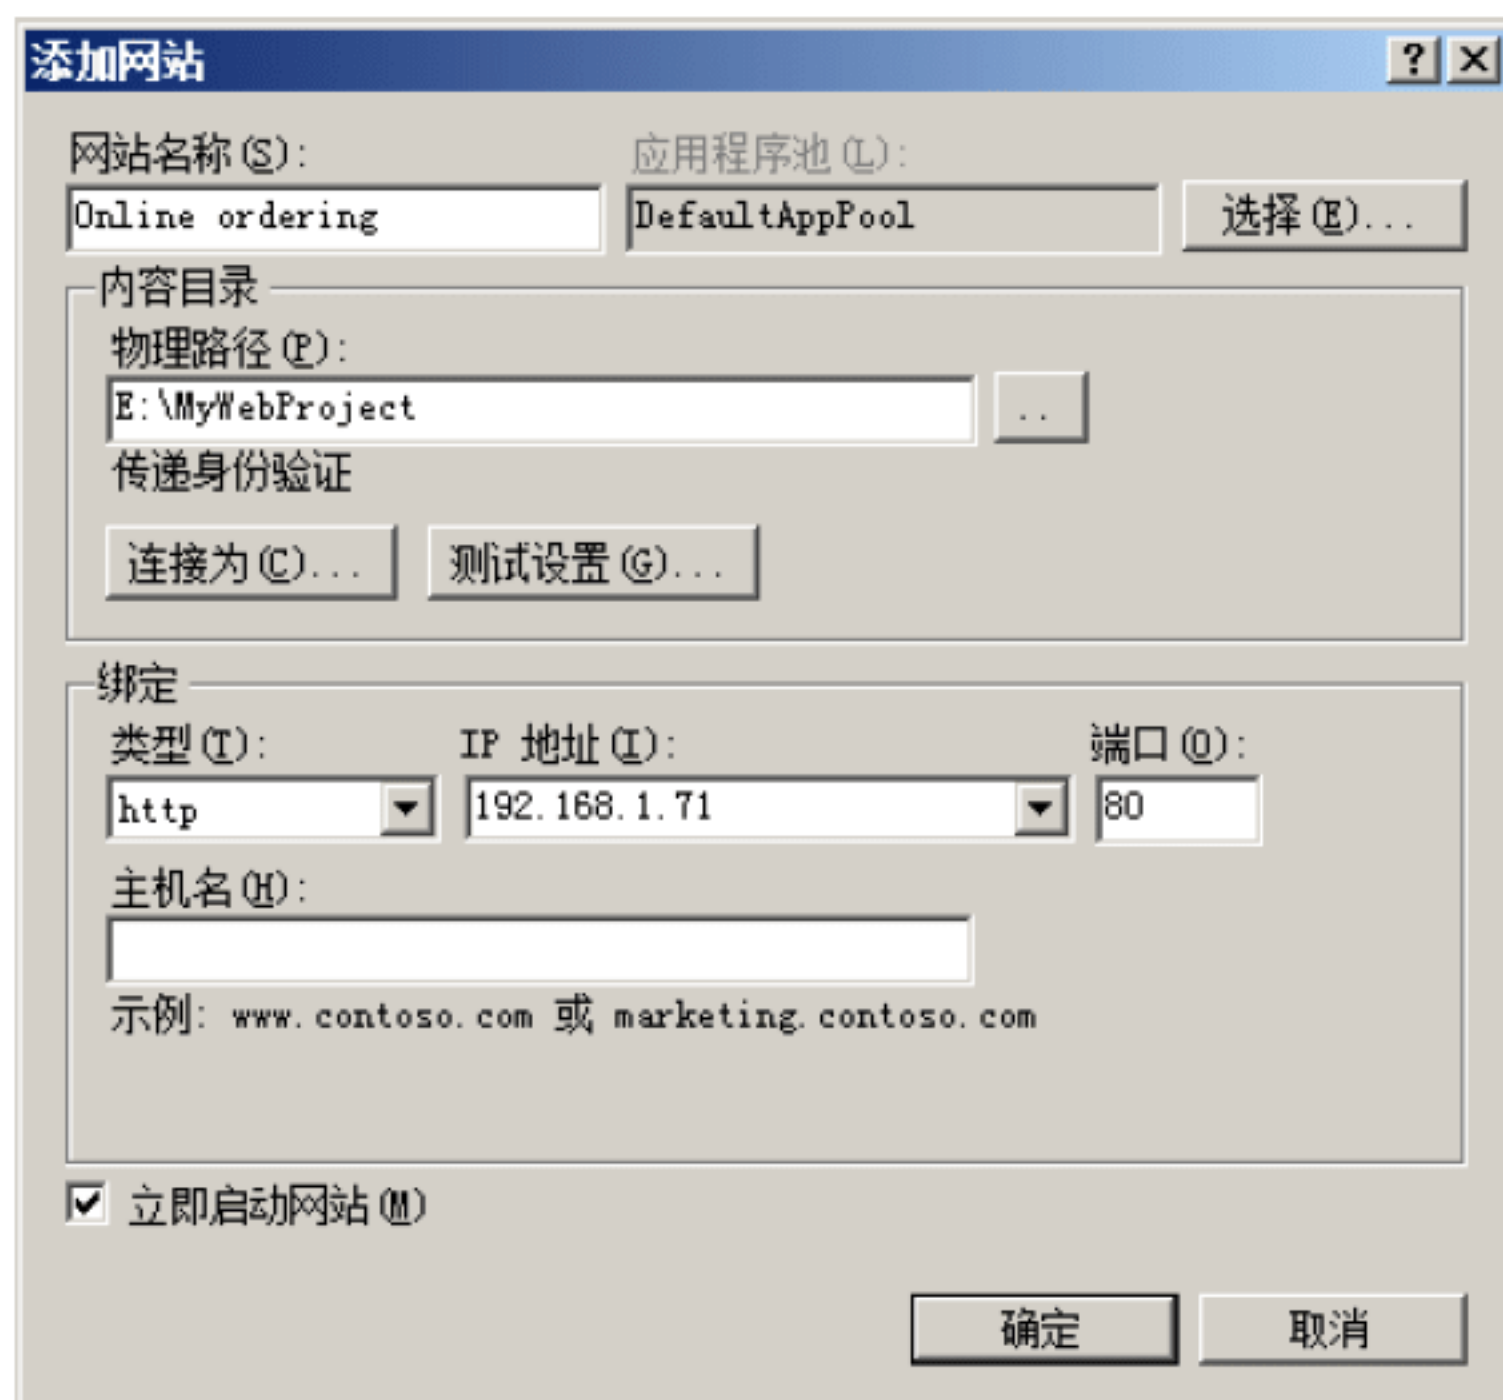 添加网站
网站名称(S):
应用程序池(L):
Online ordering
DefaultAppPool
选择(E)...
内容目录
物理路径(P):
E:\MyWebProject
..
传递身份验证
连接为(C)...
测试设置(G)...
绑定
类型(T):
IP 地址(I):
端口(O):
http
192.168.1.71
80
主机名(H):
示例: www.contoso.com 或 marketing.contoso.com
立即启动网站(M)
确定
取消